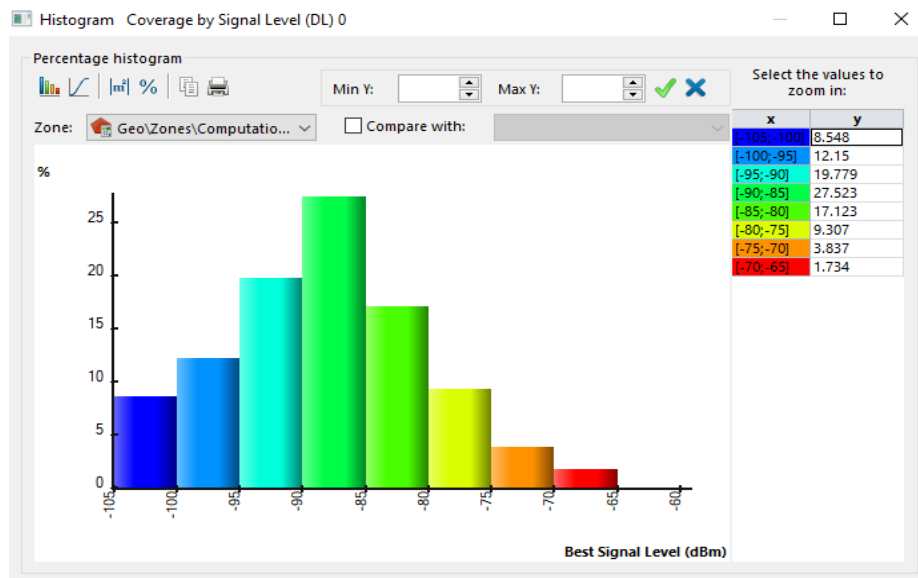 Histogram Coverage by Signal Level (DL) 0
Percentage histogram
|m²| %
Min Y: Max Y:
Select the values to
zoom in:
Zone: Geo\Zones\Computatio... Compare with:
x y
[-105;-100] 8.548
[-100;-95] 12.15
[-95;-90] 19.779
[-90;-85] 27.523
[-85;-80] 17.123
[-80;-75] 9.307
[-75;-70] 3.837
[-70;-65] 1.734
%
25
20
15
10
5
0
-105 -100 -95 -90 -85 -80 -75 -70 -65 -60
Best Signal Level (dBm)